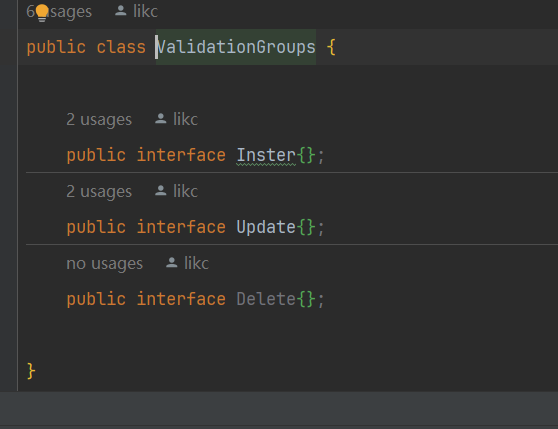 6 usages likc
public class ValidationGroups {
2 usages likc
public interface Inster{};
2 usages likc
public interface Update{};
no usages likc
public interface Delete{};
}